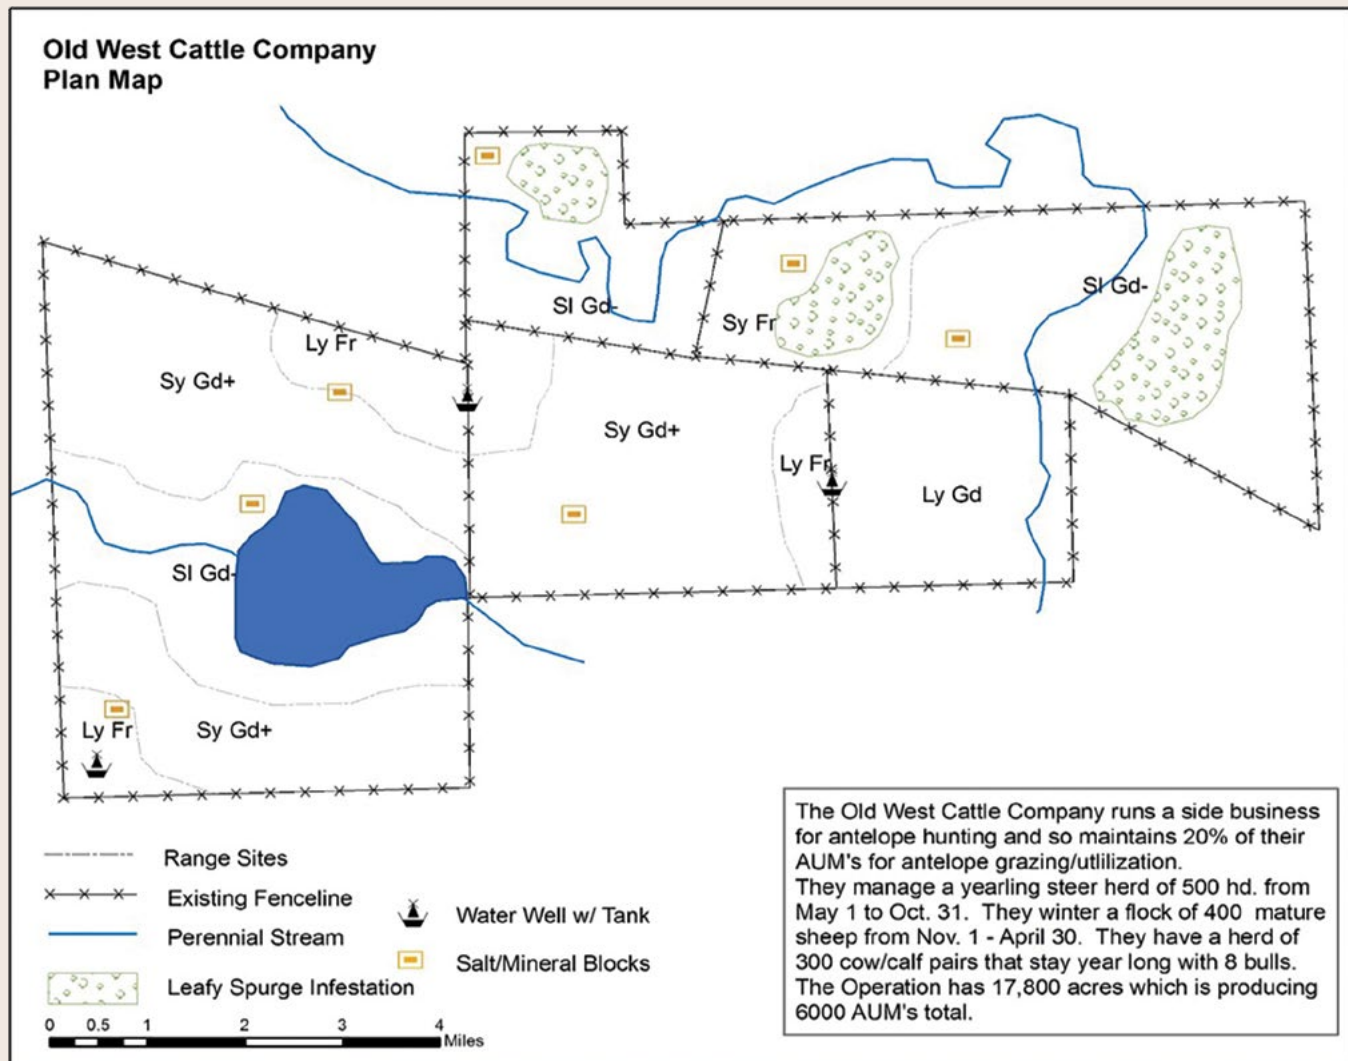 Old West Cattle Company
Plan Map
Sl Gd-
Sl Gd-
Sy Fr
Ly Fr
Sy Gd+
Sy Gd+
Ly Fr
Ly Gd
Sl Gd-
Ly Fr
Sy Gd+
The Old West Cattle Company runs a side business
for antelope hunting and so maintains 20% of their
AUM's for antelope grazing/utlilization.
They manage a yearling steer herd of 500 hd. from
May 1 to Oct. 31. They winter a flock of 400 mature
sheep from Nov. 1 - April 30. They have a herd of
300 cow/calf pairs that stay year long with 8 bulls.
The Operation has 17,800 acres which is producing
6000 AUM's total.
Range Sites
Existing Fenceline
Perennial Stream
Leafy Spurge Infestation
Water Well w/ Tank
Salt/Mineral Blocks
0 0.5 1 2 3 4
Miles